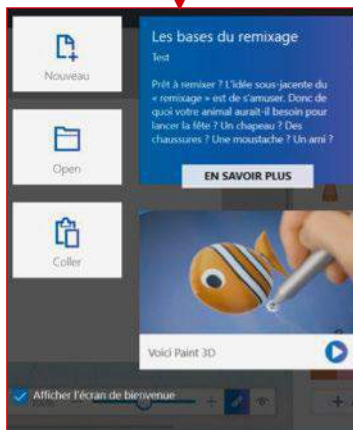 Nouveau
Open
Coller
Les bases du remixage
Test
Prêt à remixer ? L'idée sous-jacente du
« remixage » est de s'amuser. Donc de
quoi votre animal aurait-il besoin pour
lancer la fête ? Un chapeau ? Des
chaussures ? Une moustache ? Un ami ?
EN SAVOIR PLUS
Voici Paint 3D
Afficher l'écran de bienvenue